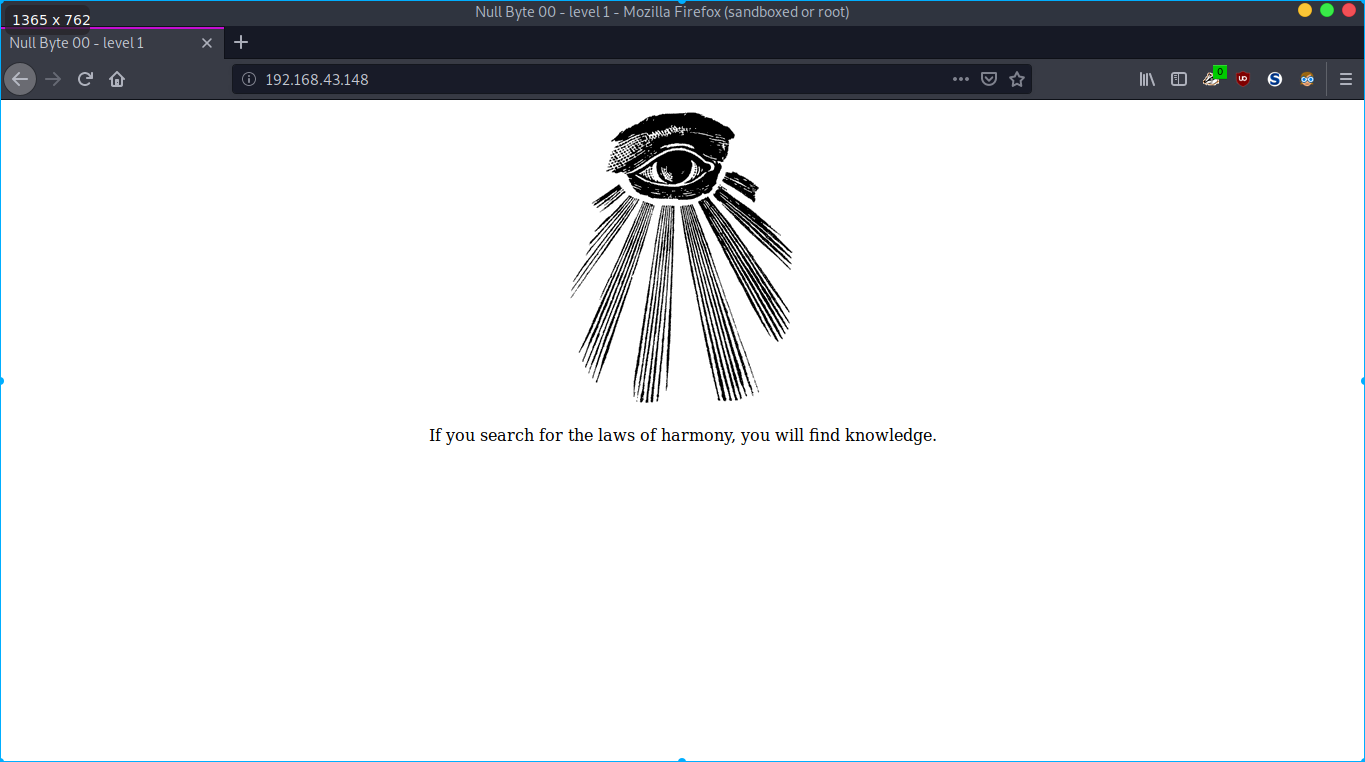 Null Byte 00 - level 1 - Mozilla Firefox (sandboxed or root)
1365 x 762
Null Byte 00 - level 1
192.168.43.148
0
UD
S
If you search for the laws of harmony, you will find knowledge.